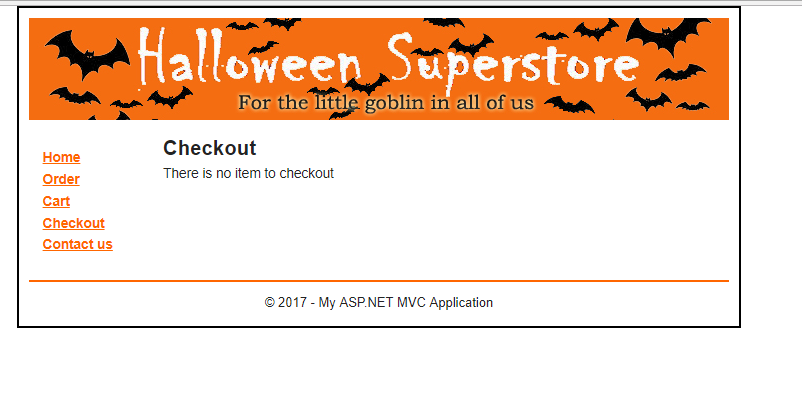 Halloween Superstore
For the little goblin in all of us
Home
Order
Cart
Checkout
Contact us
Checkout
There is no item to checkout
© 2017 - My ASP.NET MVC Application